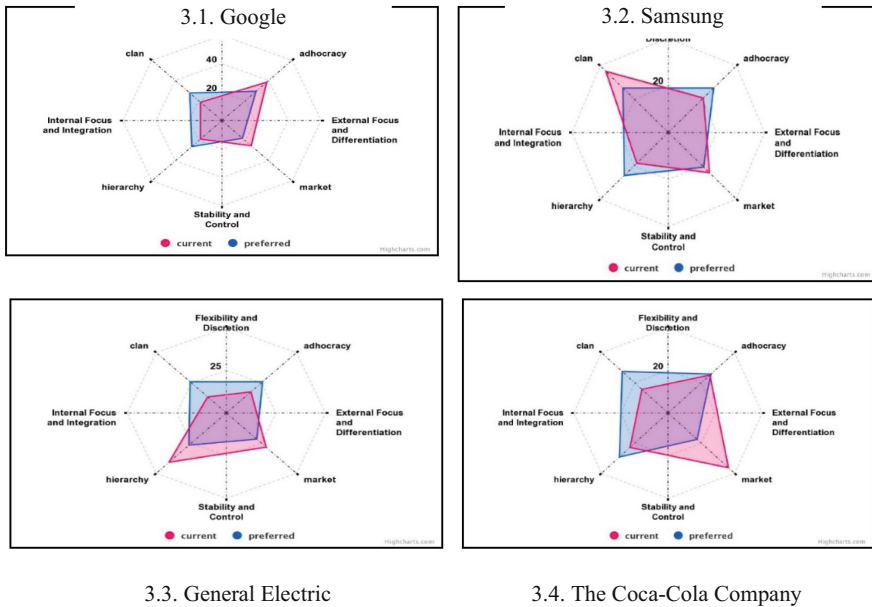 3.1. Google
40
20
clan
adhocracy
Internal Focus
and Integration
External Focus
and
Differentiation
hierarchy
market
Stability and
Control
current
preferred
Highcharts.com
3.2. Samsung
Discretion
clan
20
adhocracy
Internal Focus
and Integration
External Focus
and
Differentiation
hierarchy
market
Stability and
Control
current
preferred
Highcharts.com
Flexibility and
Discretion
clan
25
adhocracy
Internal Focus
and Integration
External Focus
and
Differentiation
hierarchy
market
Stability and
Control
current
preferred
Highcharts.com
Flexibility and
Discretion
clan
20
adhocracy
Internal Focus
and Integration
External Focus
and
Differentiation
hierarchy
market
Stability and
Control
current
preferred
Highcharts.com
3.3. General Electric
3.4. The Coca-Cola Company